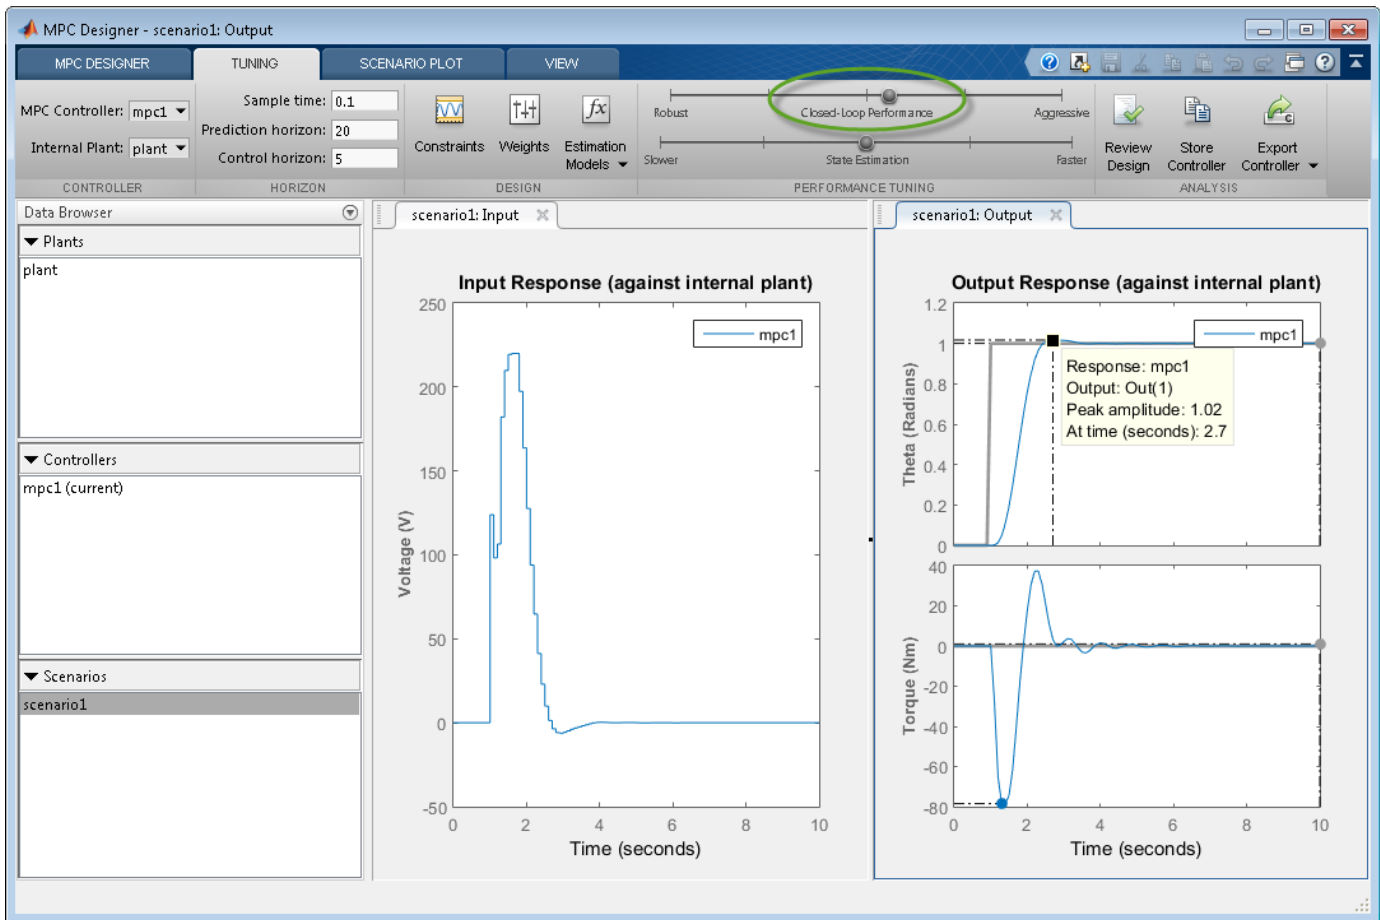 MPC Designer - scenario1: Output
MPC DESIGNER TUNING SCENARIO PLOT VIEW
MPC Controller: mpc1
Internal Plant: plant
CONTROLLER
Sample time: 0.1
Prediction horizon: 20
Control horizon: 5
HORIZON
Constraints
Weights
Estimation
Models
DESIGN
Robust Closed-Loop Performance Aggressive
Slower State Estimation Faster
PERFORMANCE TUNING
Review
Design
Store
Controller
Export
Controller
ANALYSIS
Data Browser
Plants
plant
Controllers
mpc1 (current)
Scenarios
scenario1
scenario1: Input
Input Response (against internal plant)
250
200
150
100
50
0
-50
Voltage (V)
mpc1
0 2 4 6 8 10
Time (seconds)
scenario1: Output
Output Response (against internal plant)
1.2
1
0.8
0.6
0.4
0.2
0
Theta (Radians)
mpc1
Response: mpc1
Output: Out(1)
Peak amplitude: 1.02
At time (seconds): 2.7
40
20
0
-20
-40
-60
-80
Torque (Nm)
0 2 4 6 8 10
Time (seconds)